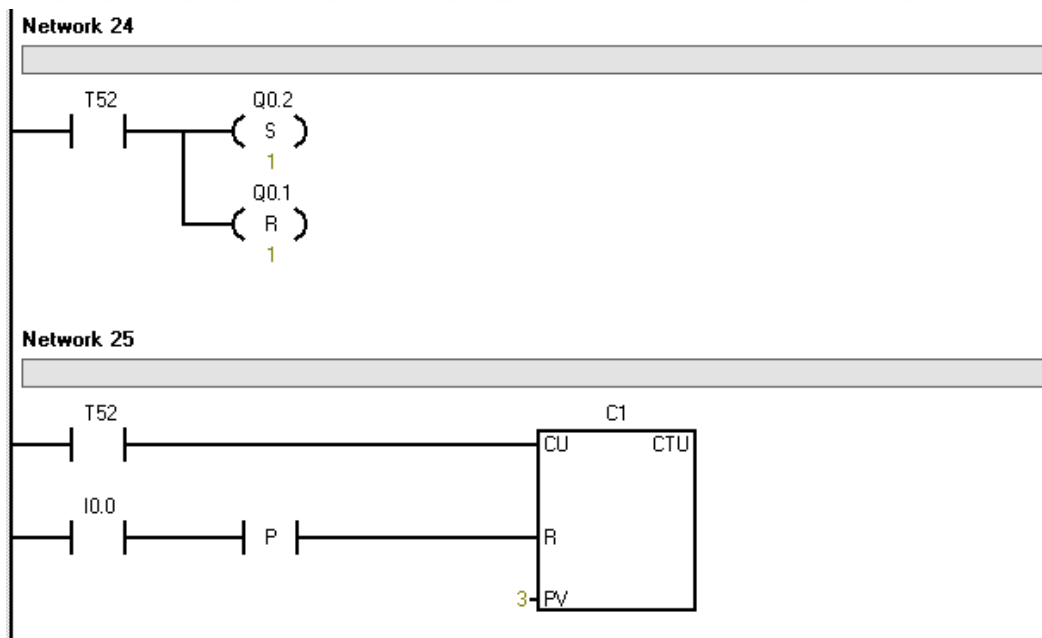 Network 24
T52 Q0.2
S
1
Q0.1
R
1
Network 25
T52 C1
CU CTU
I0.0
P R
3 PV